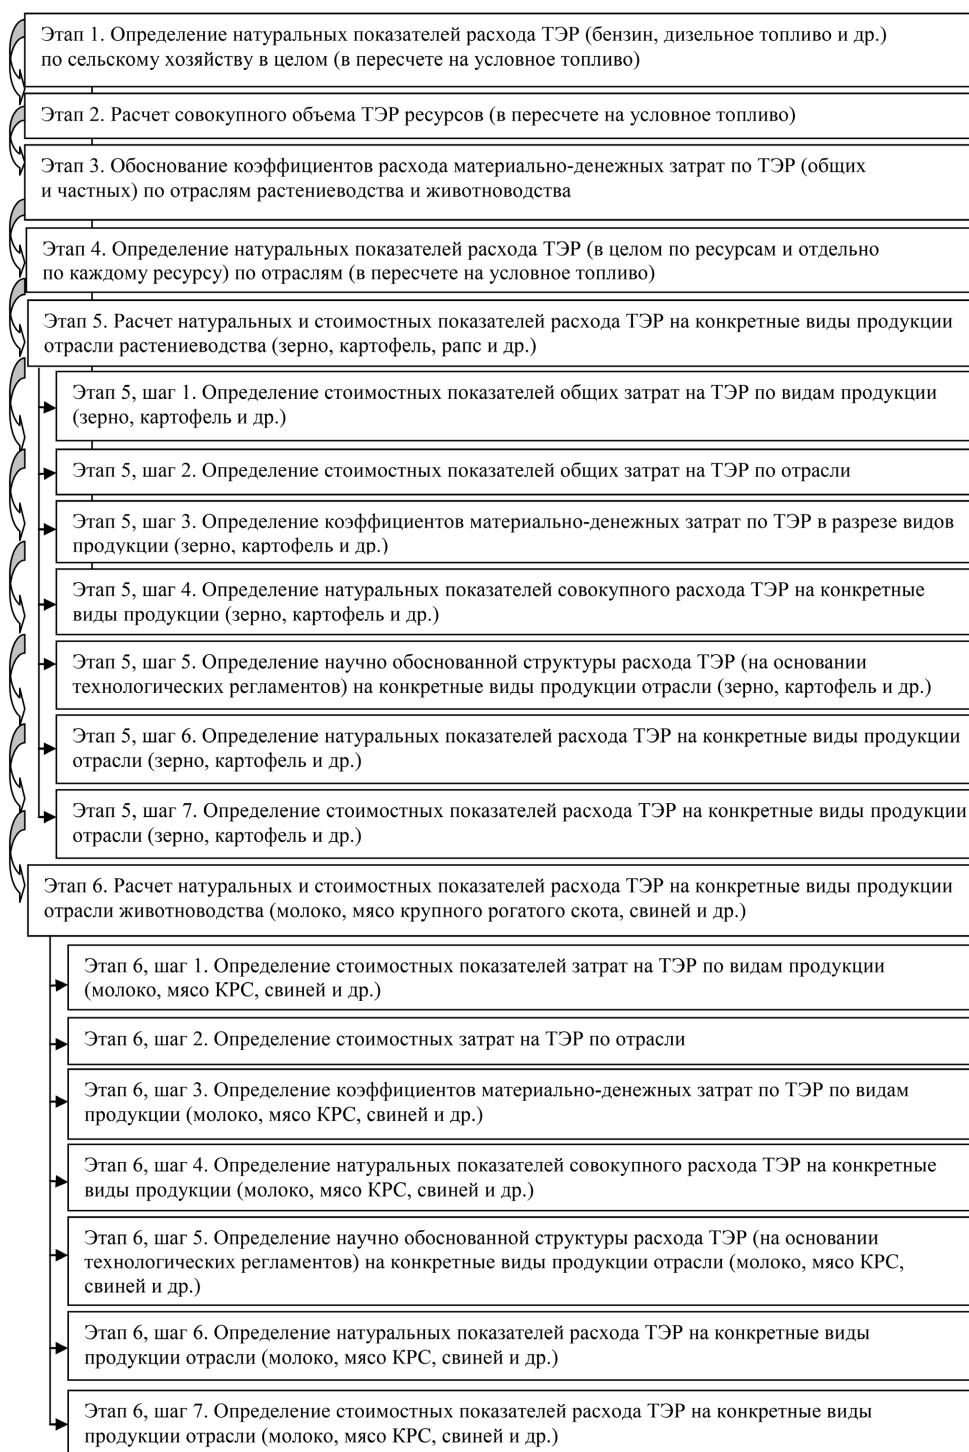 Этап 1. Определение натуральных показателей расхода ТЭР (бензин, дизельное топливо и др.)
по сельскому хозяйству в целом (в пересчете на условное топливо)
Этап 2. Расчет совокупного объема ТЭР ресурсов (в пересчете на условное топливо)
Этап 3. Обоснование коэффициентов расхода материально-денежных затрат по ТЭР (общих
и частных) по отраслям растениеводства и животноводства
Этап 4. Определение натуральных показателей расхода ТЭР (в целом по ресурсам и отдельно
по каждому ресурсу) по отраслям (в пересчете на условное топливо)
Этап 5. Расчет натуральных и стоимостных показателей расхода ТЭР на конкретные виды продукции
отрасли растениеводства (зерно, картофель, рапс и др.)
Этап 5, шаг 1. Определение стоимостных показателей общих затрат на ТЭР по видам продукции
(зерно, картофель и др.)
Этап 5, шаг 2. Определение стоимостных показателей общих затрат на ТЭР по отрасли
Этап 5, шаг 3. Определение коэффициентов материально-денежных затрат по ТЭР в разрезе видов
продукции (зерно, картофель и др.)
Этап 5, шаг 4. Определение натуральных показателей совокупного расхода ТЭР на конкретные
виды продукции (зерно, картофель и др.)
Этап 5, шаг 5. Определение научно обоснованной структуры расхода ТЭР (на основании
технологических регламентов) на конкретные виды продукции отрасли (зерно, картофель и др.)
Этап 5, шаг 6. Определение натуральных показателей расхода ТЭР на конкретные виды продукции
отрасли (зерно, картофель и др.)
Этап 5, шаг 7. Определение стоимостных показателей расхода ТЭР на конкретные виды продукции
отрасли (зерно, картофель и др.)
Этап 6. Расчет натуральных и стоимостных показателей расхода ТЭР на конкретные виды продукции
отрасли животноводства (молоко, мясо крупного рогатого скота, свиней и др.)
Этап 6, шаг 1. Определение стоимостных показателей затрат на ТЭР по видам продукции
(молоко, мясо КРС, свиней и др.)
Этап 6, шаг 2. Определение стоимостных затрат на ТЭР по отрасли
Этап 6, шаг 3. Определение коэффициентов материально-денежных затрат по ТЭР по видам
продукции (молоко, мясо КРС, свиней и др.)
Этап 6, шаг 4. Определение натуральных показателей совокупного расхода ТЭР на конкретные
виды продукции (молоко, мясо КРС, свиней и др.)
Этап 6, шаг 5. Определение научно обоснованной структуры расхода ТЭР (на основании
технологических регламентов) на конкретные виды продукции отрасли (молоко, мясо КРС,
свиней и др.)
Этап 6, шаг 6. Определение натуральных показателей расхода ТЭР на конкретные виды
продукции отрасли (молоко, мясо КРС, свиней и др.)
Этап 6, шаг 7. Определение стоимостных показателей расхода ТЭР на конкретные виды
продукции отрасли (молоко, мясо КРС, свиней и др.)